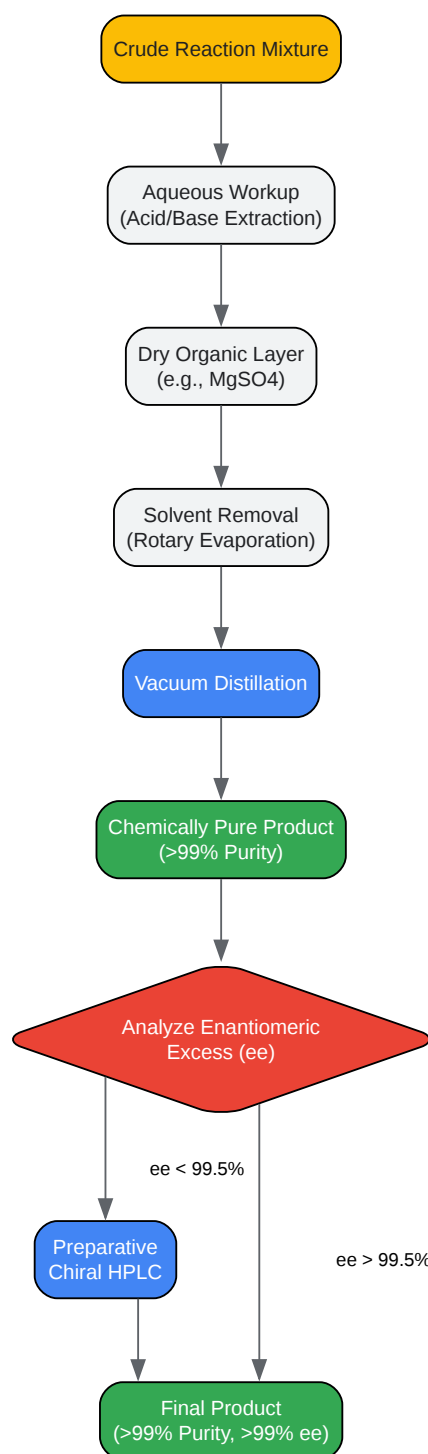 Crude Reaction Mixture
Aqueous Workup
(Acid/Base Extraction)
Dry Organic Layer
(e.g., MgSO4)
Solvent Removal
(Rotary Evaporation)
Vacuum Distillation
Chemically Pure Product
(>99% Purity)
Analyze Enantiomeric
Excess (ee)
ee < 99.5%
Preparative
Chiral HPLC
ee > 99.5%
Final Product
(>99% Purity, >99% ee)